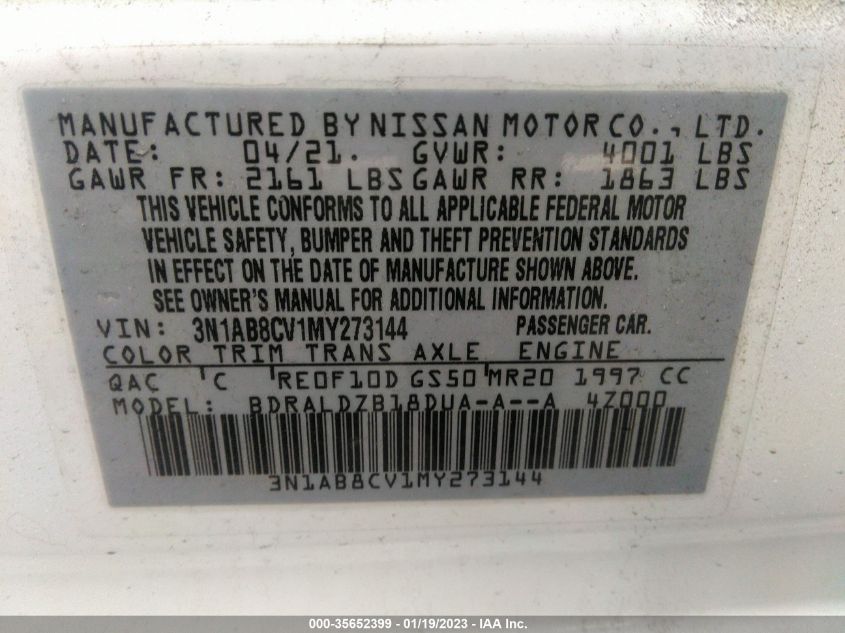 MANUFACTURED BY NISSAN MOTOR CO., LTD.
DATE: 04/21. GVWR: 4001 LBS
GAWR FR: 2161 LBS GAWR RR: 1863 LBS
THIS VEHICLE CONFORMS TO ALL APPLICABLE FEDERAL MOTOR
VEHICLE SAFETY, BUMPER AND THEFT PREVENTION STANDARDS
IN EFFECT ON THE DATE OF MANUFACTURE SHOWN ABOVE.
SEE OWNER'S MANUAL FOR ADDITIONAL INFORMATION.
VIN: 3N1AB8CV1MY273144 PASSENGER CAR.
COLOR TRIM TRANS AXLE ENGINE
QAC C RE0F10D GS50 MR20 1997 CC
MODEL: BDRALDZB18DUA-A--A 4Z000
3N1AB8CV1MY273144
000-35652399 - 01/19/2023 - IAA Inc.